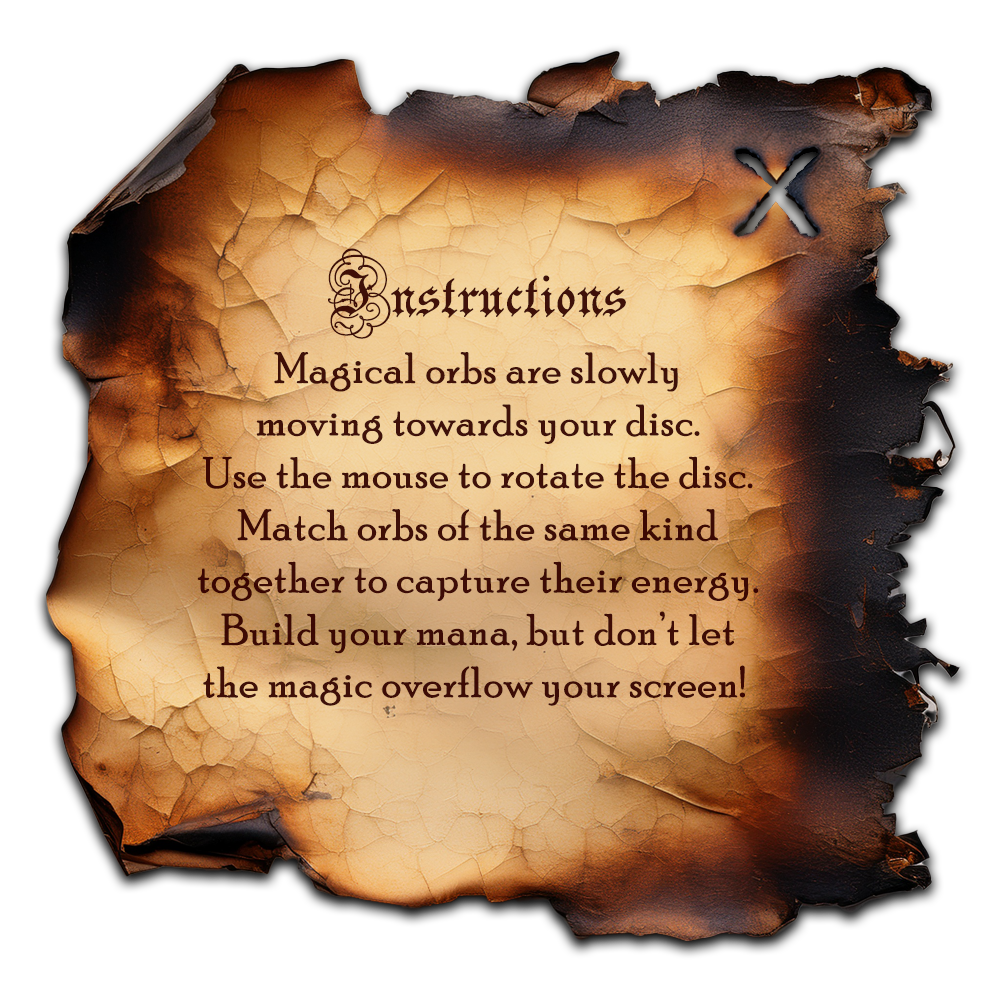 Instructions
Magical orbs are slowly
moving towards your disc.
Use the mouse to rotate the disc.
Match orbs of the same kind
together to capture their energy.
Build your mana, but don't let
the magic overflow your screen!